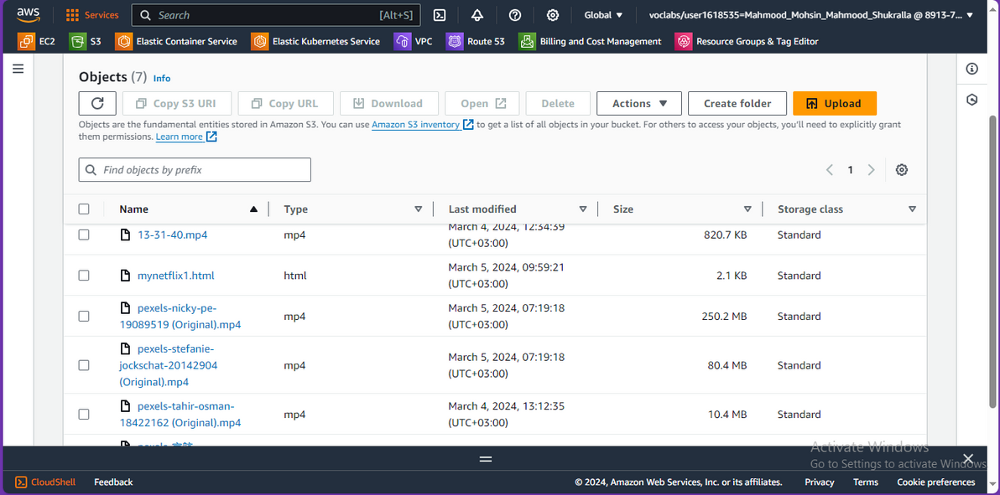 aws Services Search [Alt+S] Global voclabs/user1618535=Mahmood_Mohsin_Mahmood_Shukralla @ 8913-7...
EC2 S3 Elastic Container Service Elastic Kubernetes Service VPC Route 53 Billing and Cost Management Resource Groups & Tag Editor
Objects (7) Info
Copy S3 URI Copy URL Download Open Delete Actions Create folder Upload
Objects are the fundamental entities stored in Amazon S3. You can use Amazon S3 inventory to get a list of all objects in your bucket. For others to access your objects, you'll need to explicitly grant
them permissions. Learn more
Find objects by prefix 1
Name Type Last modified Size Storage class
13-31-40.mp4 mp4 March 4, 2024, 12:34:39 (UTC+03:00) 820.7 KB Standard
mynetflix1.html html March 5, 2024, 09:59:21 (UTC+03:00) 2.1 KB Standard
pexels-nicky-pe-
19089519 (Original).mp4 mp4 March 5, 2024, 07:19:18 (UTC+03:00) 250.2 MB Standard
pexels-stefanie-
jockschat-20142904
(Original).mp4 mp4 March 5, 2024, 07:19:18 (UTC+03:00) 80.4 MB Standard
pexels-tahir-osman-
18422162 (Original).mp4 mp4 March 4, 2024, 13:12:35 (UTC+03:00) 10.4 MB Standard
Activate Windows
Go to Settings to activate Windows
CloudShell Feedback © 2024, Amazon Web Services, Inc. or its affiliates. Privacy Terms Cookie preferences